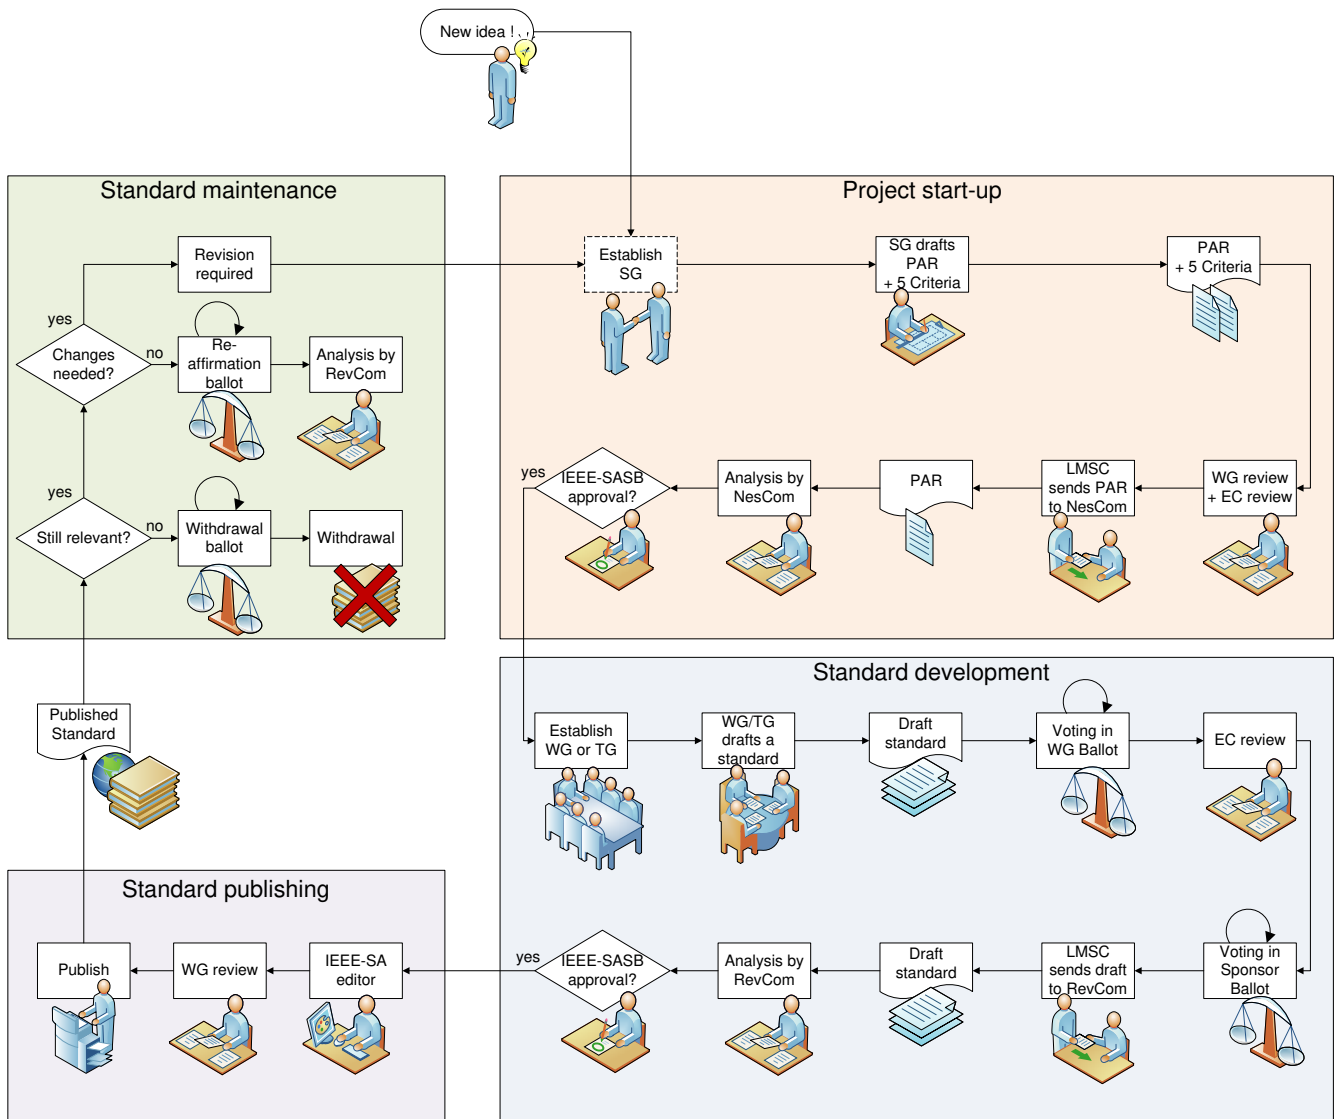 New idea !
Standard maintenance
Revision
required
yes
Changes
needed?
no
Re-
affirmation
ballot
Analysis by
RevCom
yes
Still relevant?
no
Withdrawal
ballot
Withdrawal
Published
Standard
Project start-up
Establish
SG
SG drafts
PAR
+ 5 Criteria
PAR
+ 5 Criteria
yes
IEEE-SASB
approval?
Analysis by
NesCom
PAR
LMSC
sends PAR
to NesCom
WG review
+ EC review
Standard development
Establish
WG or TG
WG/TG
drafts a
standard
Draft
standard
Voting in
WG Ballot
EC review
yes
IEEE-SASB
approval?
Analysis by
RevCom
Draft
standard
LMSC
sends draft
to RevCom
Voting in
Sponsor
Ballot
Standard publishing
Publish
WG review
IEEE-SA
editor